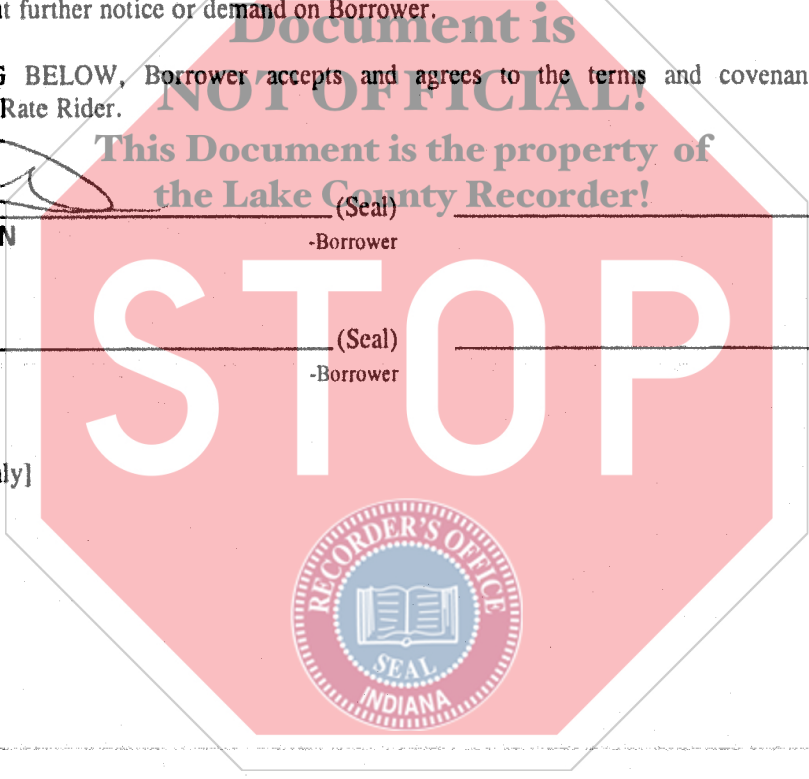 t further notice or demand on Borrower.
Document is
G BELOW, Borrower accepts and agrees to the terms and covenan
NOT OFFICIAL!
Rate Rider.
This Document is the property of
the Lake County Recorder!
(Seal)
N
-Borrower
STOP
(Seal)
-Borrower
ly]
RECORDER'S OFFICE
SEAL
INDIANA